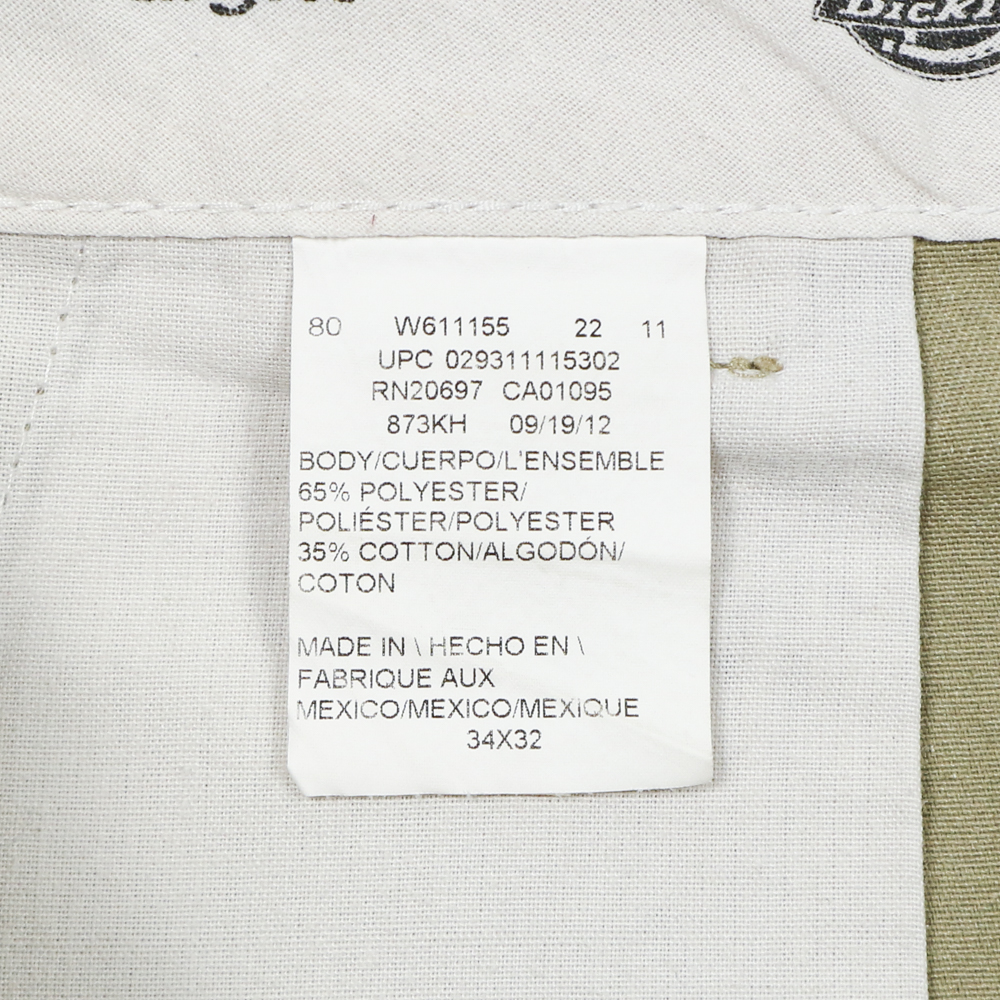 80 W611155 22 11
UPC 029311115302
RN20697 CA01095
873KH 09/19/12
BODY/CUERPO/L'ENSEMBLE
65% POLYESTER/
POLIÉSTER/POLYESTER
35% COTTON/ALGODÓN/
COTON
MADE IN \ HECHO EN \
FABRIQUE AUX
MEXICO/MEXICO/MEXIQUE
34X32